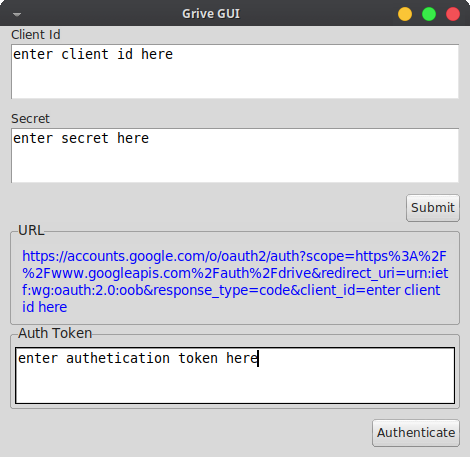 Grive GUI
Client Id
enter client id here
Secret
enter secret here
Submit
URL
https://accounts.google.com/o/oauth2/auth?scope=https%3A%2F
%2Fwww.googleapis.com%2Fauth%2Fdrive&redirect_uri=urn:iet
f:wg:oauth:2.0:oob&response_type=code&client_id=enter client
id here
Auth Token
enter authetication token here
Authenticate